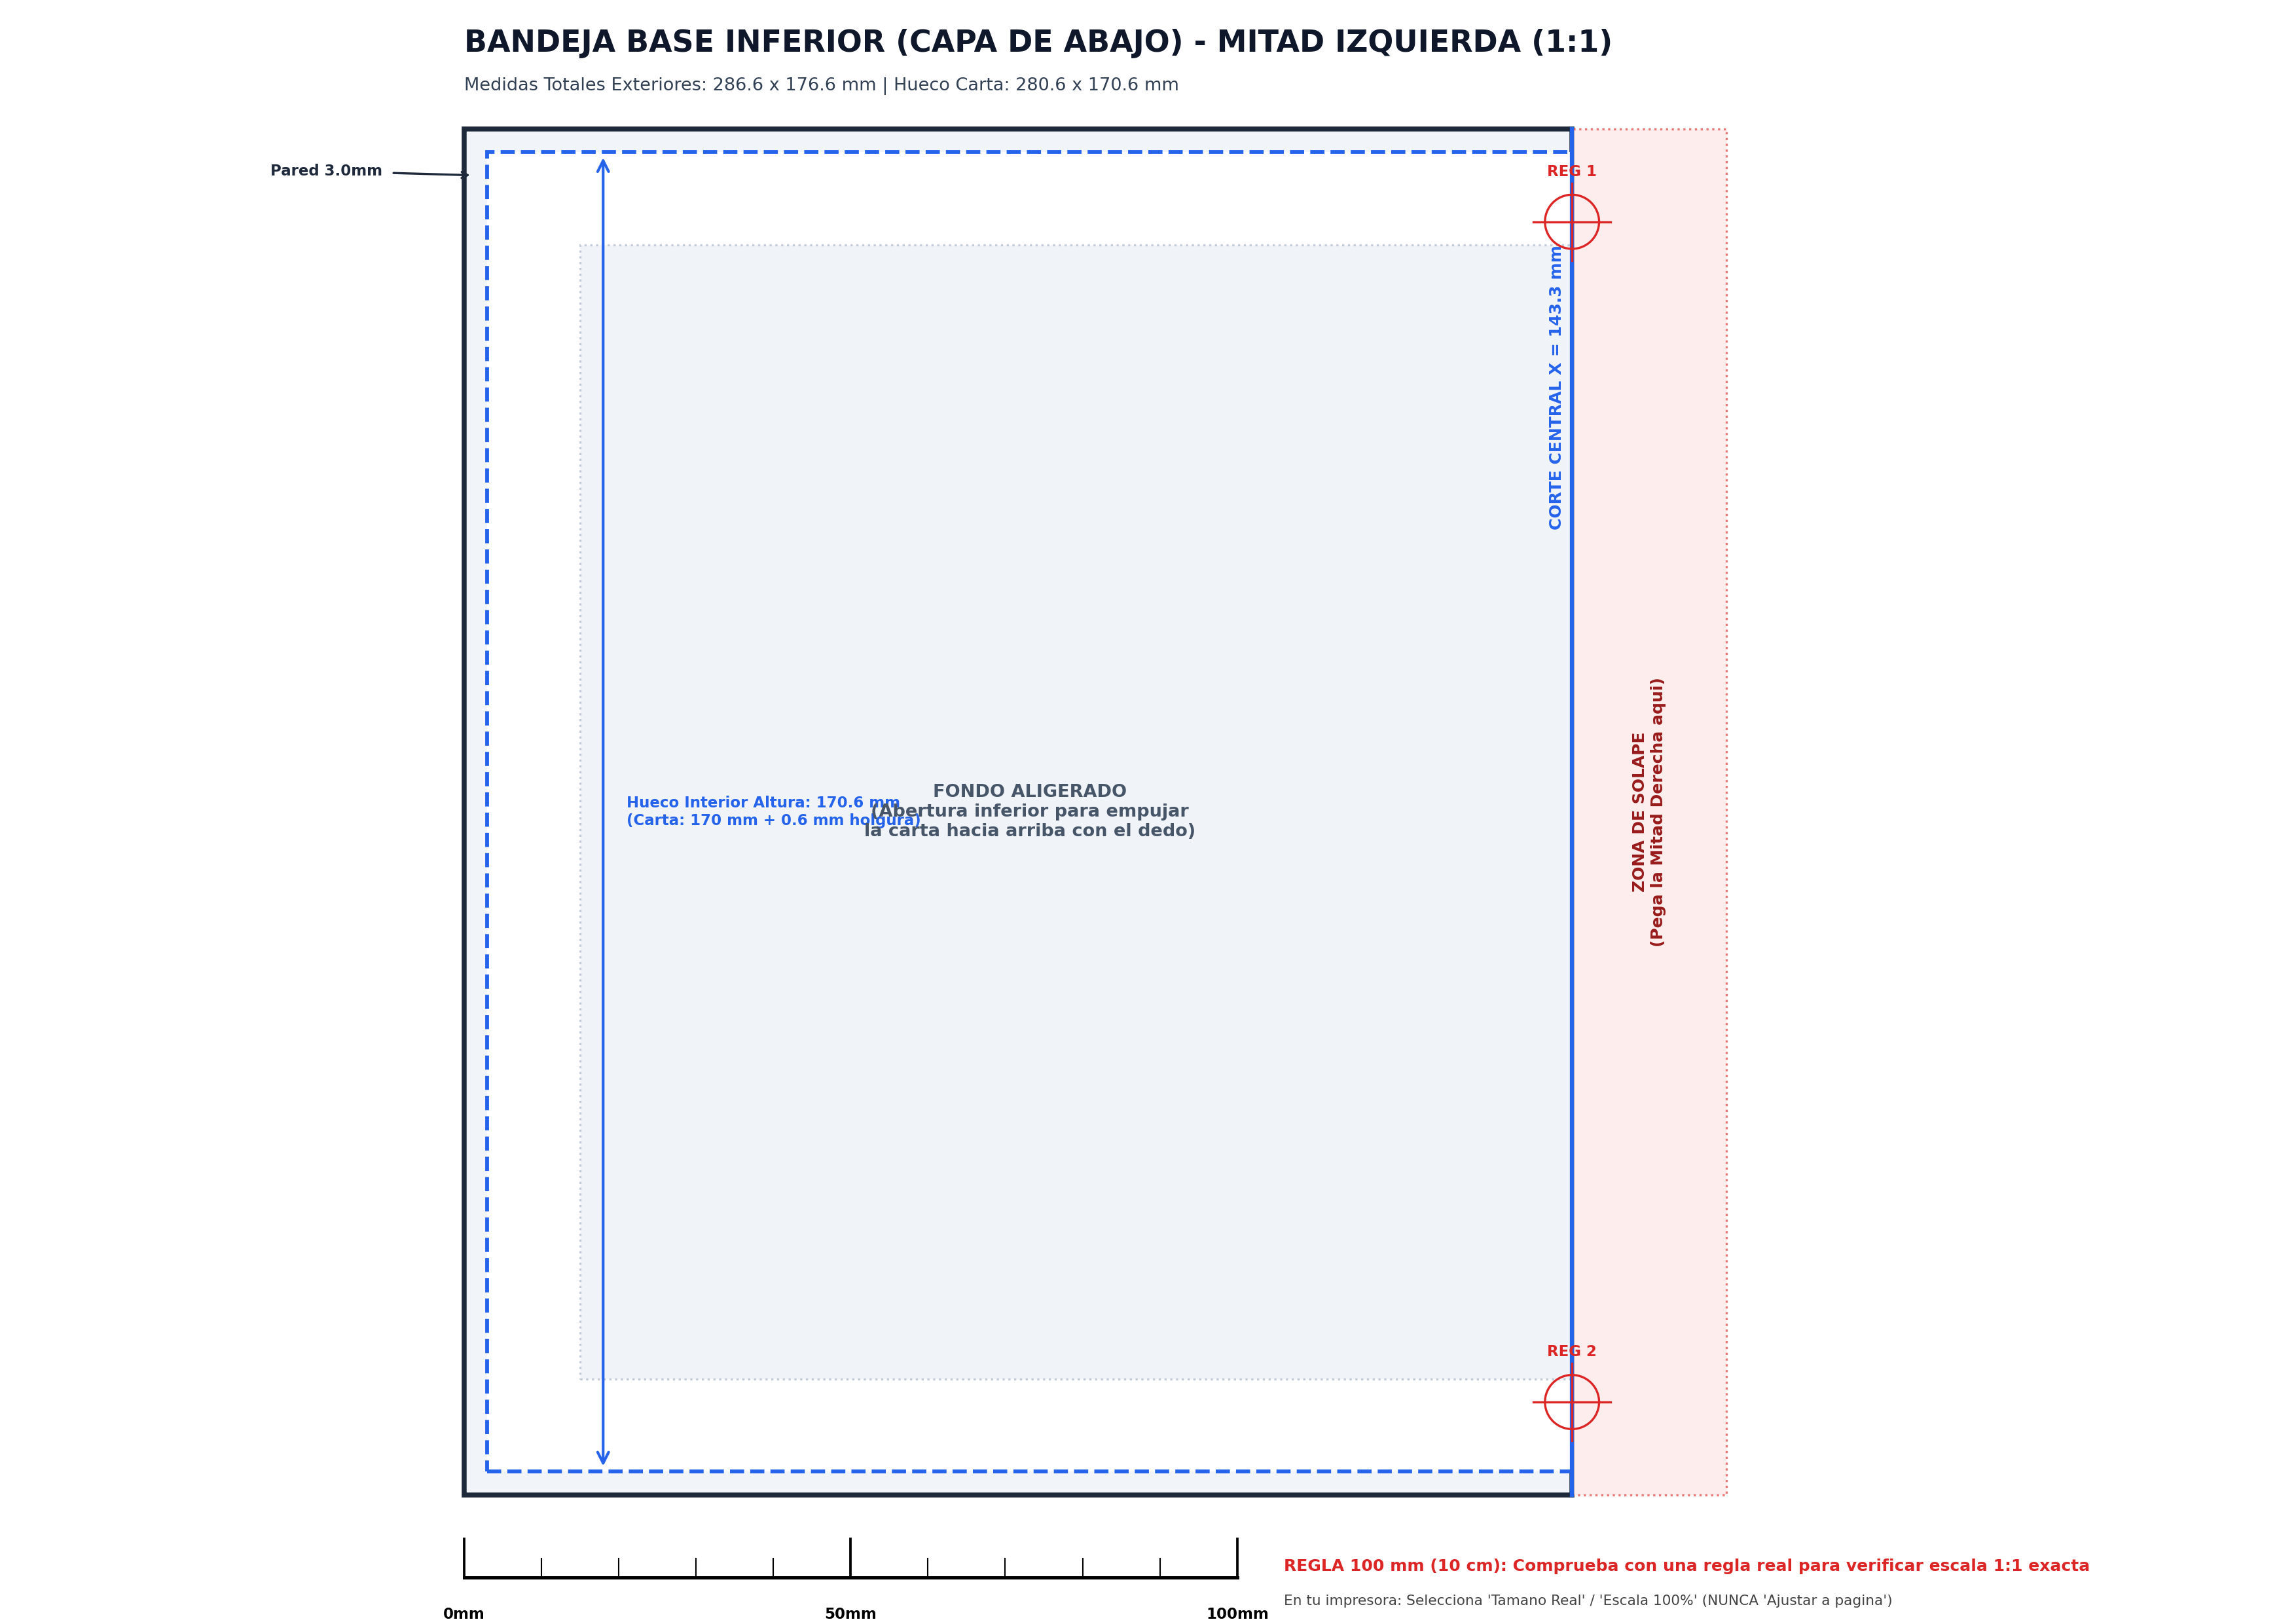 BANDEJA BASE INFERIOR (CAPA DE ABAJO) - MITAD IZQUIERDA (1:1)
Medidas Totales Exteriores: 286.6 x 176.6 mm | Hueco Carta: 280.6 x 170.6 mm
Pared 3.0mm
REG 1
CORTE CENTRAL X = 143.3 mm
Hueco Interior Altura: 170.6 mm
(Carta: 170 mm + 0.6 mm holgura)
FONDO ALIGERADO
(Abertura inferior para empujar
la carta hacia arriba con el dedo)
ZONA DE SOLAPE
(Pega la Mitad Derecha aqui)
REG 2
REGLA 100 mm (10 cm): Comprueba con una regla real para verificar escala 1:1 exacta
En tu impresora: Selecciona 'Tamano Real' / 'Escala 100%' (NUNCA 'Ajustar a pagina')
0mm
50mm
100mm